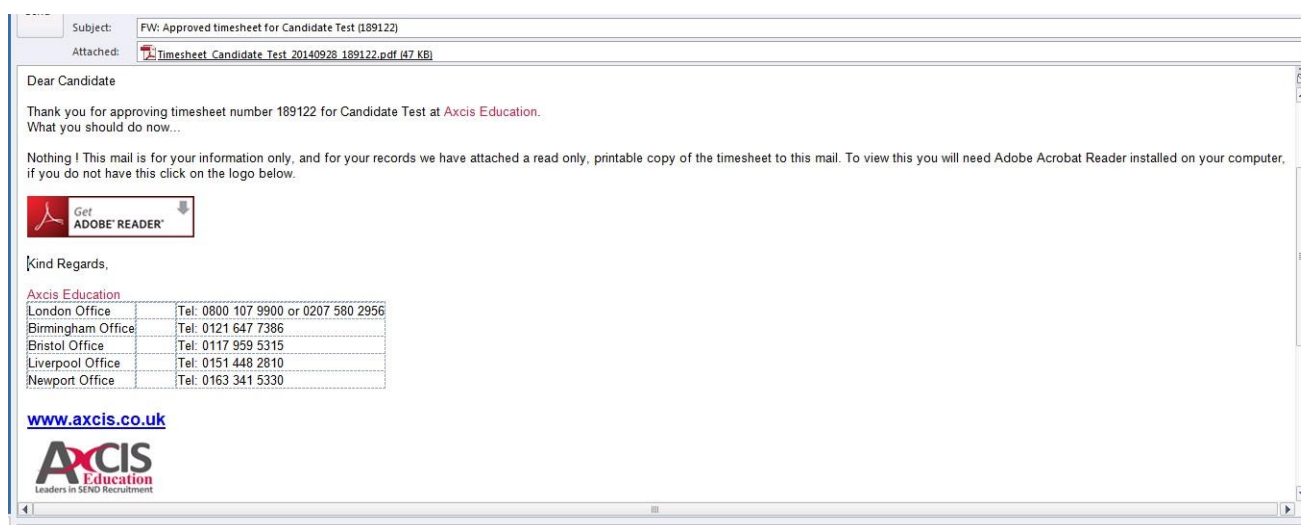 Subject: FW: Approved timesheet for Candidate Test (189122)
Attached: Timesheet_Candidate_Test_20140928_189122.pdf (47 KB)
Dear Candidate
Thank you for approving timesheet number 189122 for Candidate Test at Axcis Education.
What you should do now...
Nothing ! This mail is for your information only, and for your records we have attached a read only, printable copy of the timesheet to this mail. To view this you will need Adobe Acrobat Reader installed on your computer,
if you do not have this click on the logo below.
Get
ADOBE® READER®
Kind Regards,
Axcis Education
London Office Tel: 0800 107 9900 or 0207 580 2956
Birmingham Office Tel: 0121 647 7386
Bristol Office Tel: 0117 959 5315
Liverpool Office Tel: 0151 448 2810
Newport Office Tel: 0163 341 5330
www.axcis.co.uk
AXCIS
Education
Leaders in SEND Recruitment